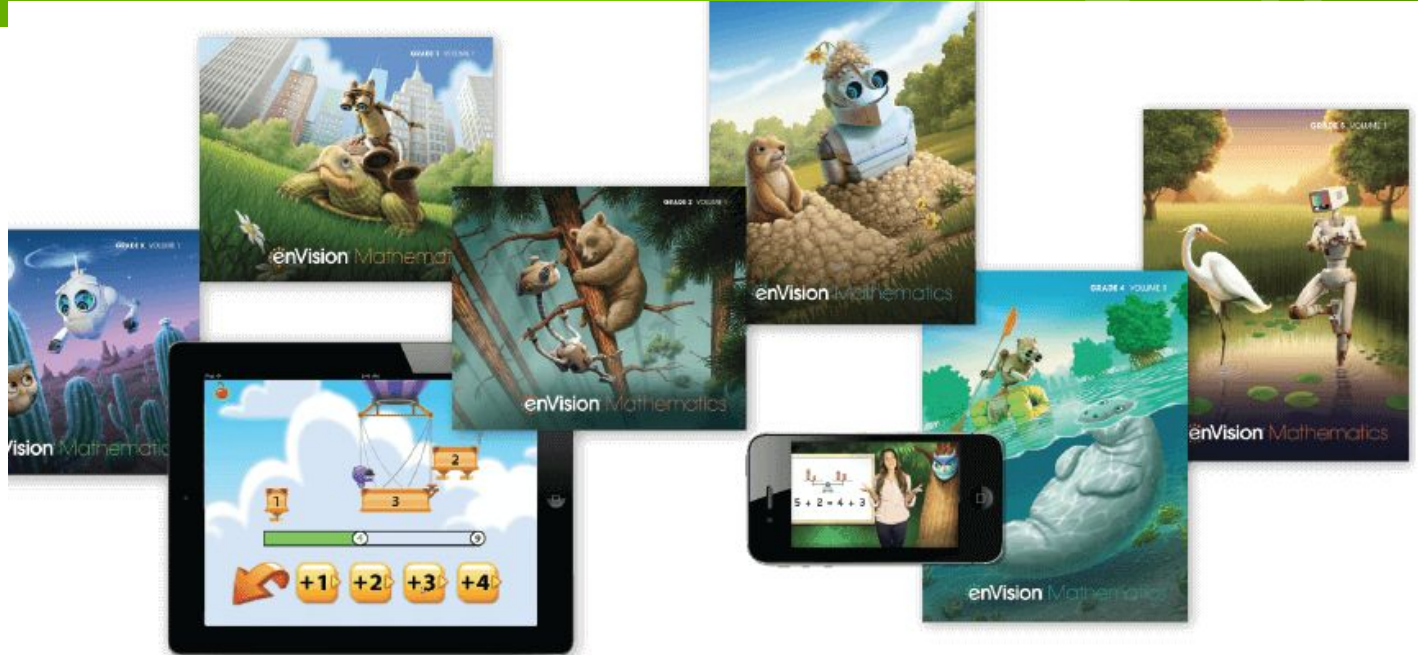 GRADE 1 VOLUME 1
enVision Mathemat
GRADE 2 VOLUME 1
enVision Mathematics
enVision Mathematics
GRADE 5 VOLUME 1
enVision Mathematics
GRADE 4 VOLUME 1
enVision Mathematics
GRADE K VOLUME 1
Vision Mathematic
1
2
3
4
9
+1
+2
+3
+4
5 + 2 = 4 + 3